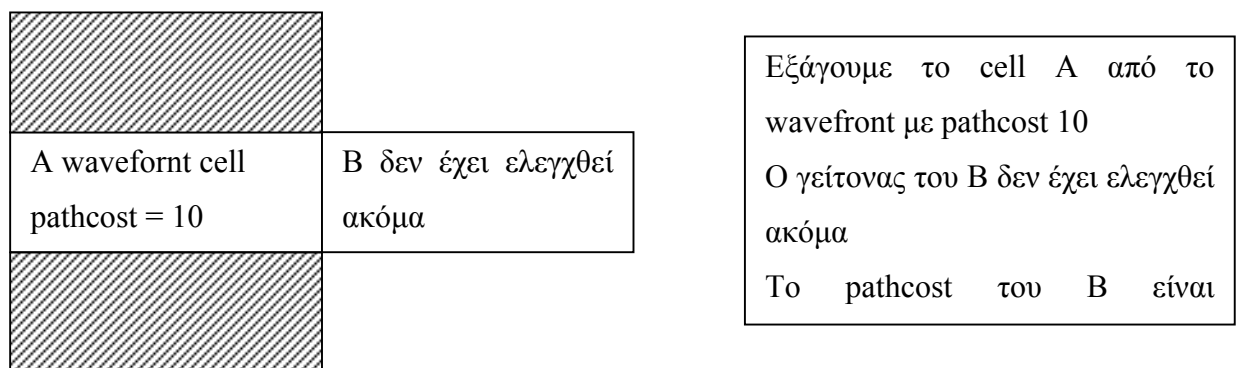 A wavefornt cell
pathcost = 10
Β δεν έχει ελεγχθεί
ακόμα
Εξάγουμε το cell A από το
wavefront με pathcost 10
Ο γείτονας του Β δεν έχει ελεγχθεί
ακόμα
Το pathcost του Β είναι